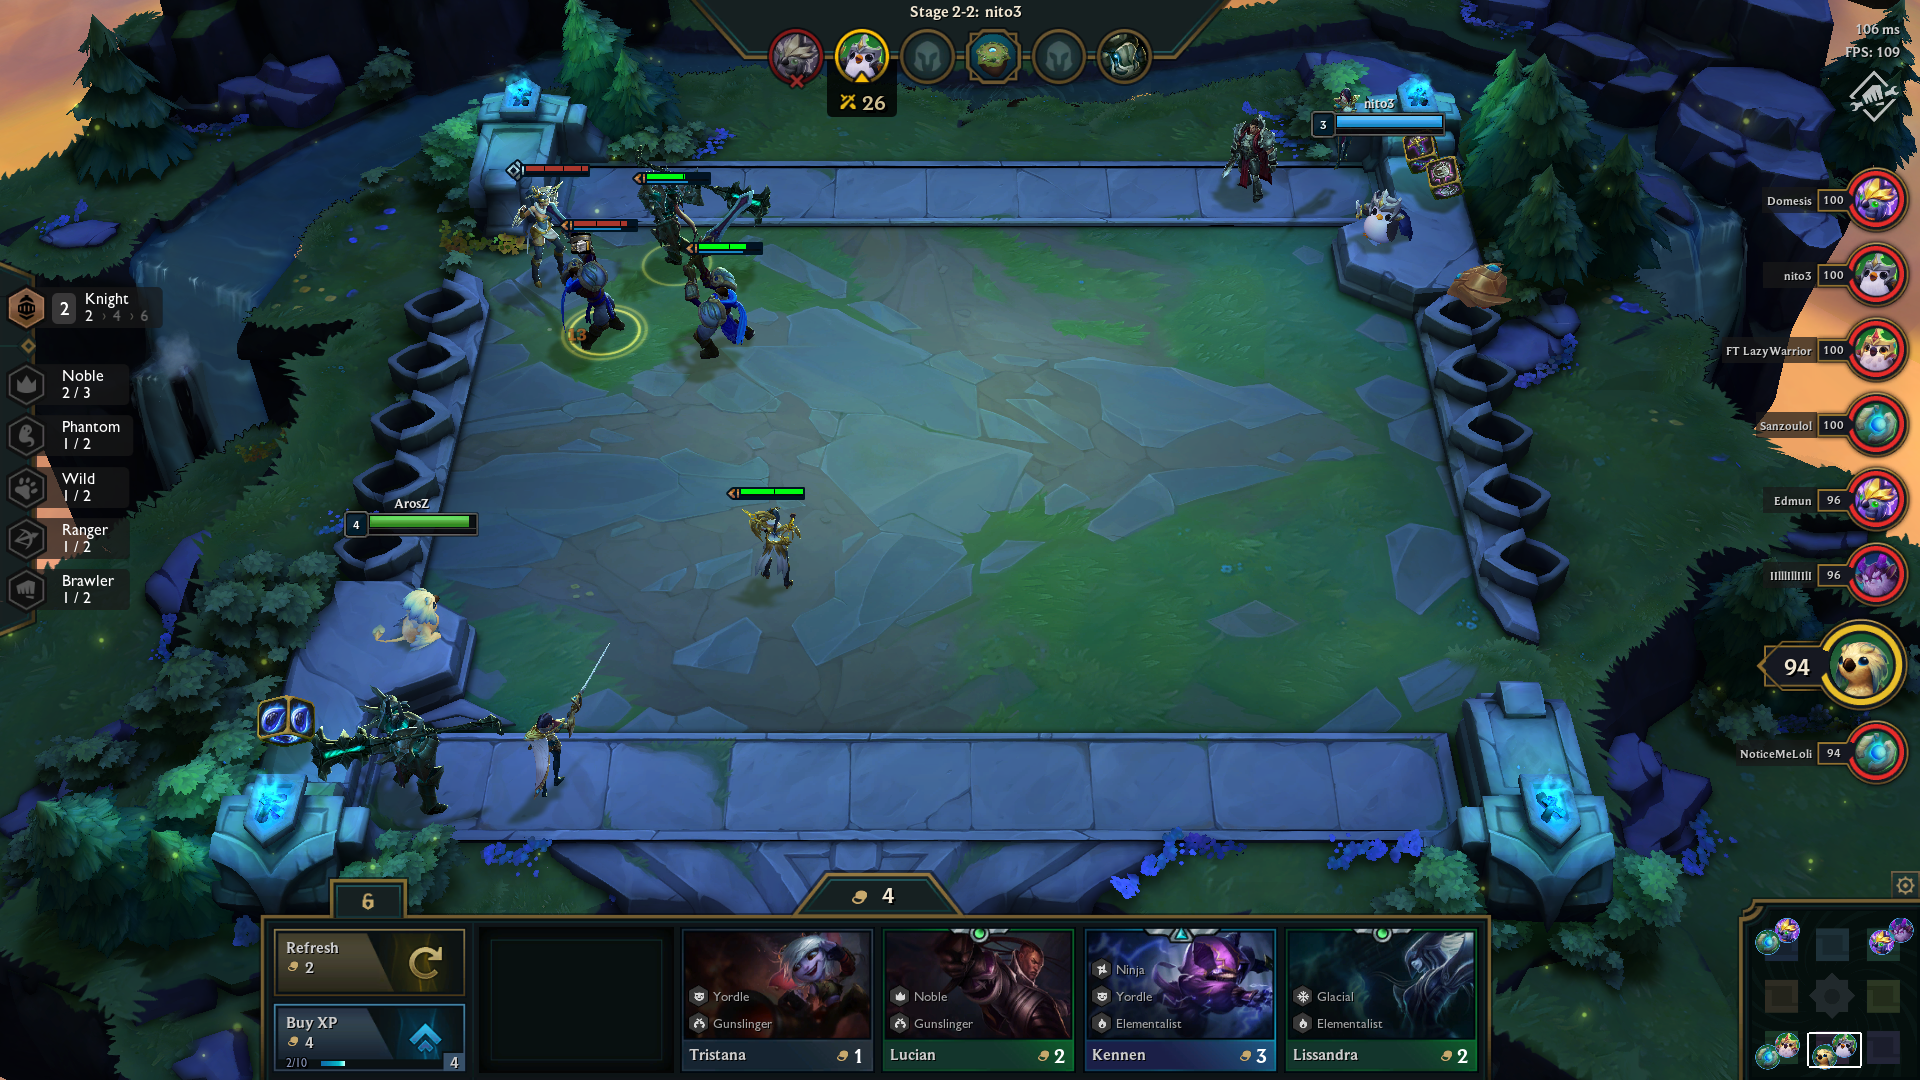 Stage 2-2: nito3
106 ms
FPS: 109
26
nito3
3
Domesis 100
nito3 100
FT LazyWarrior 100
Sanzoulol 100
Edmun 96
96
94
NoticeMeLoli 94
2 Knight
2 › 4 › 6
Noble
2 / 3
Phantom
1 / 2
Wild
1 / 2
Ranger
1 / 2
Brawler
1 / 2
13
ArosZ
4
6
4
Refresh
2
Buy XP
4
2/10
4
Yordle
Gunslinger
Tristana 1
Noble
Gunslinger
Lucian 2
Ninja
Yordle
Elementalist
Kennen 3
Glacial
Elementalist
Lissandra 2